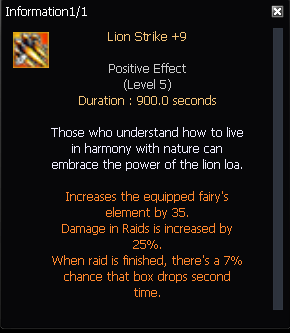 Information1/1
Lion Strike +9
Positive Effect
(Level 5)
Duration : 900.0 seconds
Those who understand how to live
in harmony with nature can
embrace the power of the lion loa.
Increases the equipped fairy's
element by 35.
Damage in Raids is increased by
25%.
When raid is finished, there's a 7%
chance that box drops second
time.